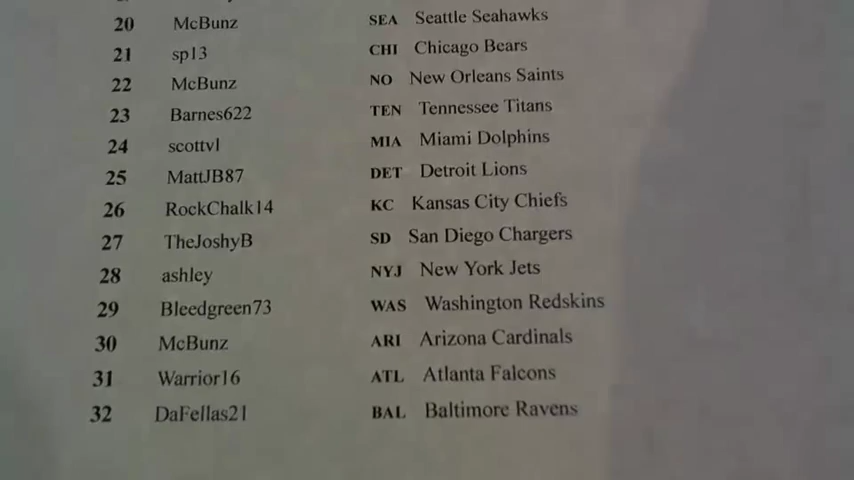 20 McBunz SEA Seattle Seahawks
21 sp13 CHI Chicago Bears
22 McBunz NO New Orleans Saints
23 Barnes622 TEN Tennessee Titans
24 scottvl MIA Miami Dolphins
25 MattJB87 DET Detroit Lions
26 RockChalk14 KC Kansas City Chiefs
27 TheJoshyB SD San Diego Chargers
28 ashley NYJ New York Jets
29 Bleedgreen73 WAS Washington Redskins
30 McBunz ARI Arizona Cardinals
31 Warrior16 ATL Atlanta Falcons
32 DaFellas21 BAL Baltimore Ravens